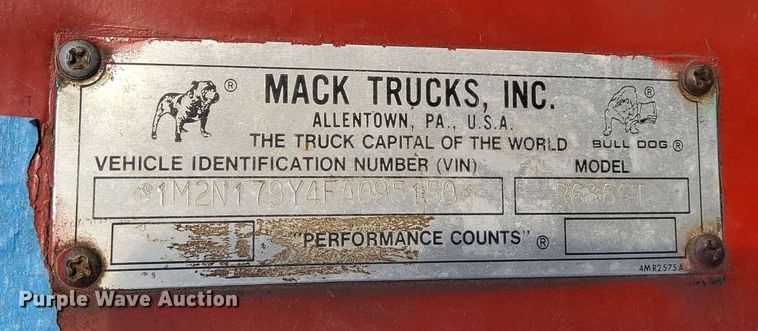 MACK TRUCKS, INC.
ALLENTOWN, PA., U.S.A.
THE TRUCK CAPITAL OF THE WORLD
BULL DOG ®
VEHICLE IDENTIFICATION NUMBER (VIN) MODEL
1M2N179Y4FA095150 R686ST
"PERFORMANCE COUNTS" ®
4MR2575A
Purple Wave Auction